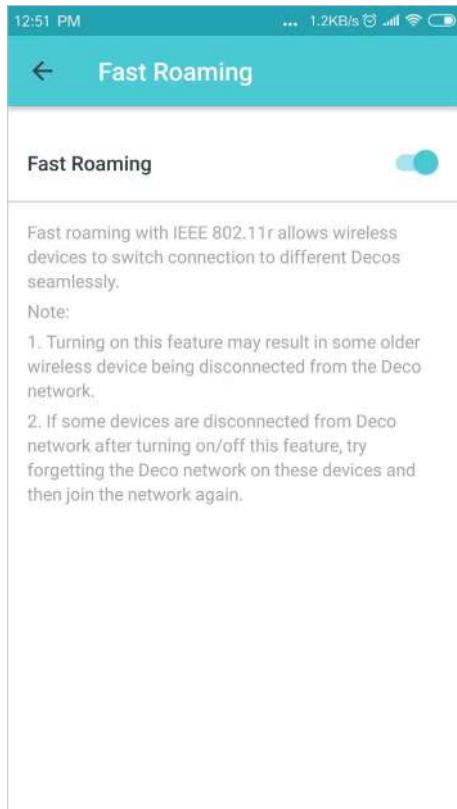 12:51 PM ... 1.2KB/s
Fast Roaming
Fast Roaming
Fast roaming with IEEE 802.11r allows wireless
devices to switch connection to different Decos
seamlessly.
Note:
1. Turning on this feature may result in some older
wireless device being disconnected from the Deco
network.
2. If some devices are disconnected from Deco
network after turning on/off this feature, try
forgetting the Deco network on these devices and
then join the network again.